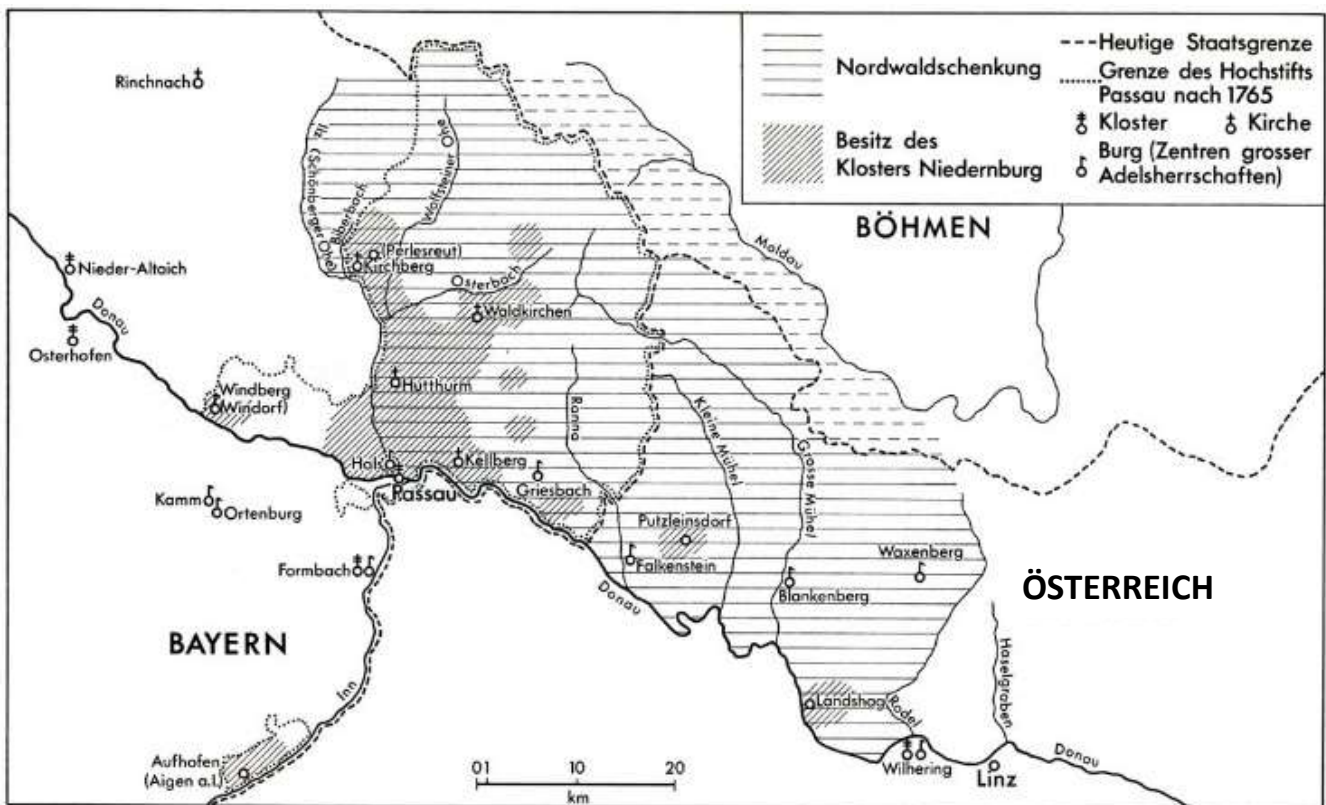 Nordwaldschenkung
Besitz des
Klosters Niedernburg
Heutige Staatsgrenze
Grenze des Hochstifts
Passau nach 1765
Kloster
Kirche
Burg (Zentren grosser
Adelsherrschaften)
Rinchnach
BÖHMEN
Ilz (Schönberger Ohe)
Biberbach
Wolfsteiner Ohe
(Perlesreut)
Kirchberg
Osterbach
Moldau
Nieder-Altaich
Donau
Waldkirchen
Osterhofen
Windberg
(Windorf)
Hutthurm
Ranna
Kleine Mühel
Grosse Mühel
Hals
Kellberg
Passau
Griesbach
Kamm
Ortenburg
Putzleinsdorf
Formbach
Falkenstein
Waxenberg
Blankenberg
ÖSTERREICH
Donau
BAYERN
Inn
Haselgraben
Landshag
Rodel
Aufhofen
(Aigen a.I.)
Wilhering
Linz
Donau
01 10 20
km